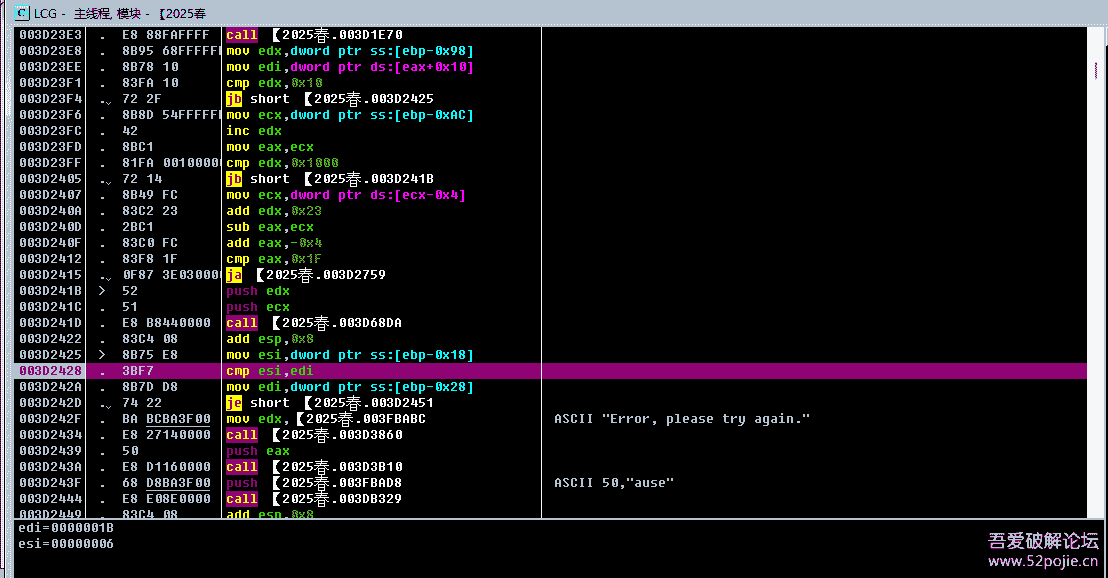 LCG - 主线程, 模块 - 【2025春
003D23E3 . E8 88FAFFFF call 【2025春.003D1E70
003D23E8 . 8B95 68FFFFF mov edx,dword ptr ss:[ebp-0x98]
003D23EE . 8B78 10 mov edi,dword ptr ds:[eax+0x10]
003D23F1 . 83FA 10 cmp edx,0x10
003D23F4 . 72 2F jb short 【2025春.003D2425
003D23F6 . 8B8D 54FFFFF mov ecx,dword ptr ss:[ebp-0xAC]
003D23FC . 42 inc edx
003D23FD . 8BC1 mov eax,ecx
003D23FF . 81FA 0010000 cmp edx,0x1000
003D2405 . 72 14 jb short 【2025春.003D241B
003D2407 . 8B49 FC mov ecx,dword ptr ds:[ecx-0x4]
003D240A . 83C2 23 add edx,0x23
003D240D . 2BC1 sub eax,ecx
003D240F . 83C0 FC add eax,-0x4
003D2412 . 83F8 1F cmp eax,0x1F
003D2415 . 0F87 3E03000 ja 【2025春.003D2759
003D241B > 52 push edx
003D241C . 51 push ecx
003D241D . E8 B8440000 call 【2025春.003D68DA
003D2422 . 83C4 08 add esp,0x8
003D2425 > 8B75 E8 mov esi,dword ptr ss:[ebp-0x18]
003D2428 . 3BF7 cmp esi,edi
003D242A . 8B7D D8 mov edi,dword ptr ss:[ebp-0x28]
003D242D . 74 22 je short 【2025春.003D2451
003D242F . BA BCBA3F00 mov edx,【2025春.003FBABC ASCII "Error, please try again."
003D2434 . E8 27140000 call 【2025春.003D3860
003D2439 . 50 push eax
003D243A . E8 D1160000 call 【2025春.003D3B10
003D243F . 68 D8BA3F00 push 【2025春.003FBAD8 ASCII 50,"ause"
003D2444 . E8 E08E0000 call 【2025春.003DB329
003D2449 . 83C4 08 add esp,0x8
edi=0000001B
esi=00000006
吾爱破解论坛
www.52pojie.cn